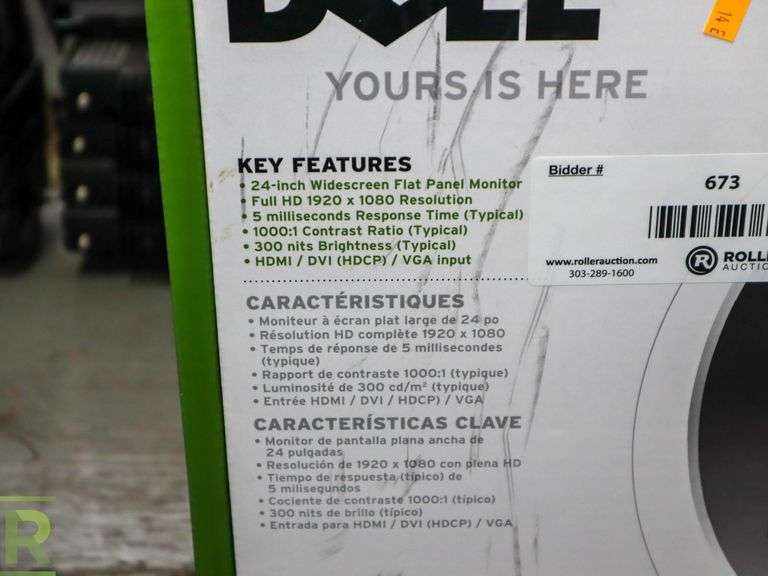 DELL
14 E
YOURS IS HERE
KEY FEATURES
• 24-inch Widescreen Flat Panel Monitor
• Full HD 1920 x 1080 Resolution
• 5 milliseconds Response Time (Typical)
• 1000:1 Contrast Ratio (Typical)
• 300 nits Brightness (Typical)
• HDMI / DVI (HDCP) / VGA input
Bidder #
673
www.rollerauction.com
303-289-1600
R
CARACTÉRISTIQUES
• Moniteur à écran plat large de 24 po
• Résolution HD complète 1920 x 1080
• Temps de réponse de 5 millisecondes
(typique)
• Rapport de contraste 1000:1 (typique)
• Luminosité de 300 cd/m² (typique)
• Entrée HDMI / DVI / HDCP) / VGA
CARACTERÍSTICAS CLAVE
• Monitor de pantalla plana ancha de
24 pulgadas
• Resolución de 1920 x 1080 con plena HD
• Tiempo de respuesta (típico) de
5 milisegundos
• Cociente de contraste 1000:1 (típico)
• 300 nits de brillo (típico)
• Entrada para HDMI / DVI (HDCP) / VGA
R